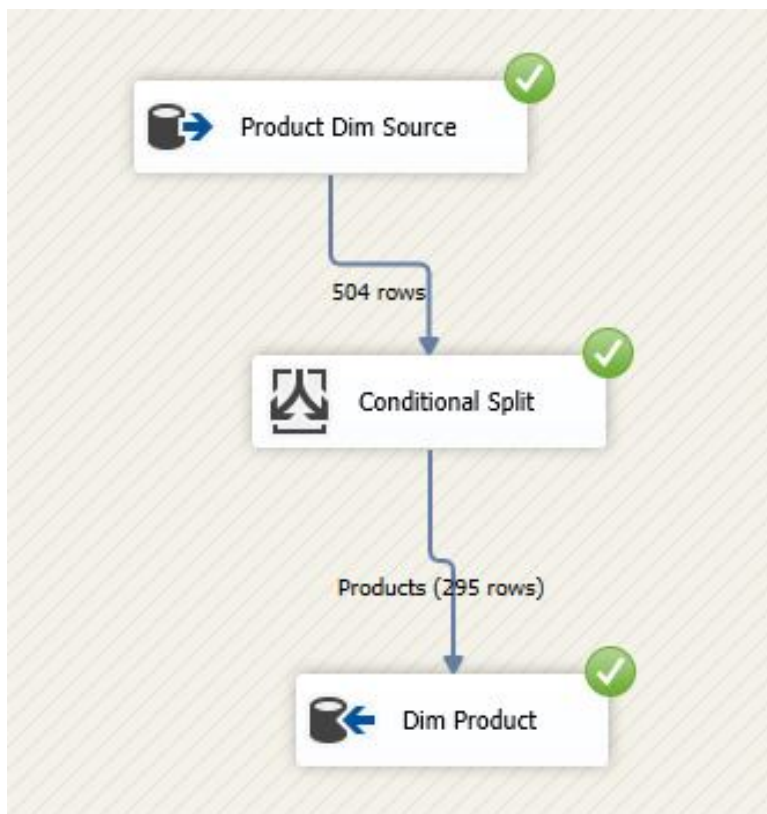 Product Dim Source
504 rows
Conditional Split
Products (295 rows)
Dim Product